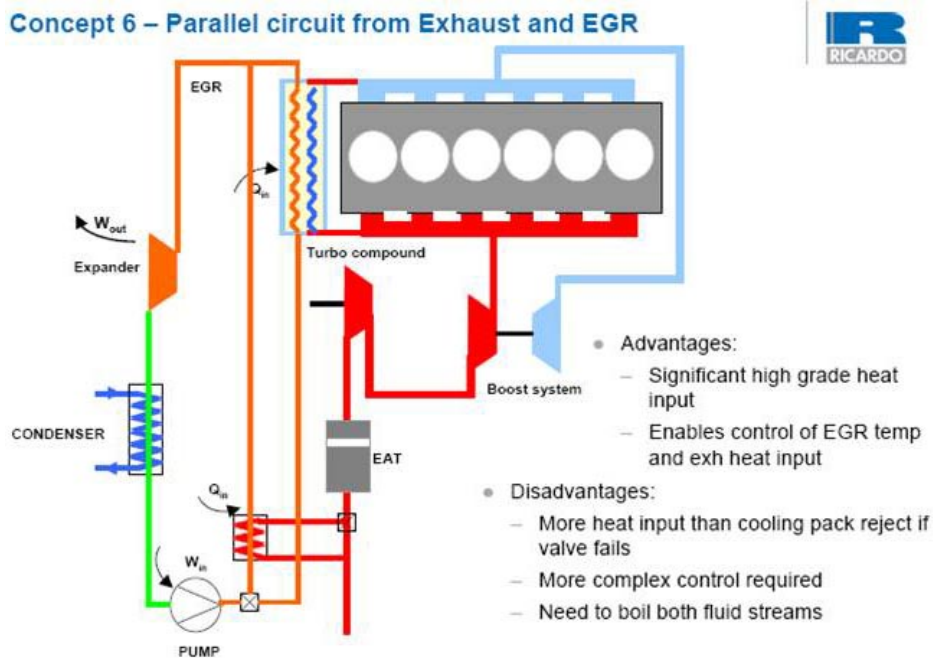 Concept 6 – Parallel circuit from Exhaust and EGR
RICARDO
EGR
Qin
Wout
Expander
Turbo compound
Boost system
CONDENSER
EAT
Qin
Win
PUMP
• Advantages:
– Significant high grade heat
input
– Enables control of EGR temp
and exh heat input
• Disadvantages:
– More heat input than cooling pack reject if
valve fails
– More complex control required
– Need to boil both fluid streams